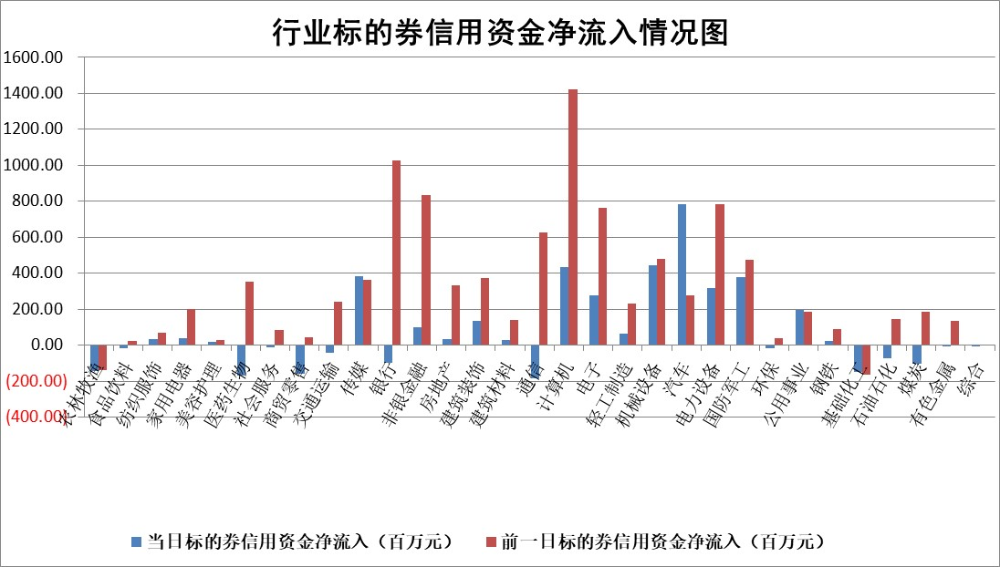 行业标的券信用资金净流入情况图
1600.00
1400.00
1200.00
1000.00
800.00
600.00
400.00
200.00
0.00
(200.00)
(400.00)
农林牧渔
食品饮料
纺织服饰
家用电器
美容护理
医药生物
社会服务
商贸零售
交通运输
传媒
银行
非银金融
房地产
建筑装饰
建筑材料
通信
计算机
电子
轻工制造
机械设备
汽车
电力设备
国防军工
环保
公用事业
钢铁
基础化工
石油石化
煤炭
有色金属
综合
当日标的券信用资金净流入（百万元）
前一日标的券信用资金净流入（百万元）